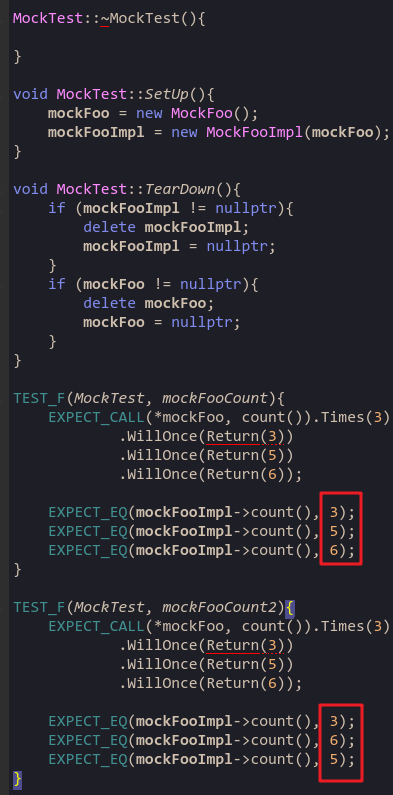 MockTest::~MockTest(){
}
void MockTest::SetUp(){
mockFoo = new MockFoo();
mockFooImpl = new MockFooImpl(mockFoo);
}
void MockTest::TearDown(){
if (mockFooImpl != nullptr){
delete mockFooImpl;
mockFooImpl = nullptr;
}
if (mockFoo != nullptr){
delete mockFoo;
mockFoo = nullptr;
}
}
TEST_F(MockTest, mockFooCount){
EXPECT_CALL(*mockFoo, count()).Times(3)
.WillOnce(Return(3))
.WillOnce(Return(5))
.WillOnce(Return(6));
EXPECT_EQ(mockFooImpl->count(), 3);
EXPECT_EQ(mockFooImpl->count(), 5);
EXPECT_EQ(mockFooImpl->count(), 6);
}
TEST_F(MockTest, mockFooCount2){
EXPECT_CALL(*mockFoo, count()).Times(3)
.WillOnce(Return(3))
.WillOnce(Return(5))
.WillOnce(Return(6));
EXPECT_EQ(mockFooImpl->count(), 3);
EXPECT_EQ(mockFooImpl->count(), 6);
EXPECT_EQ(mockFooImpl->count(), 5);
}